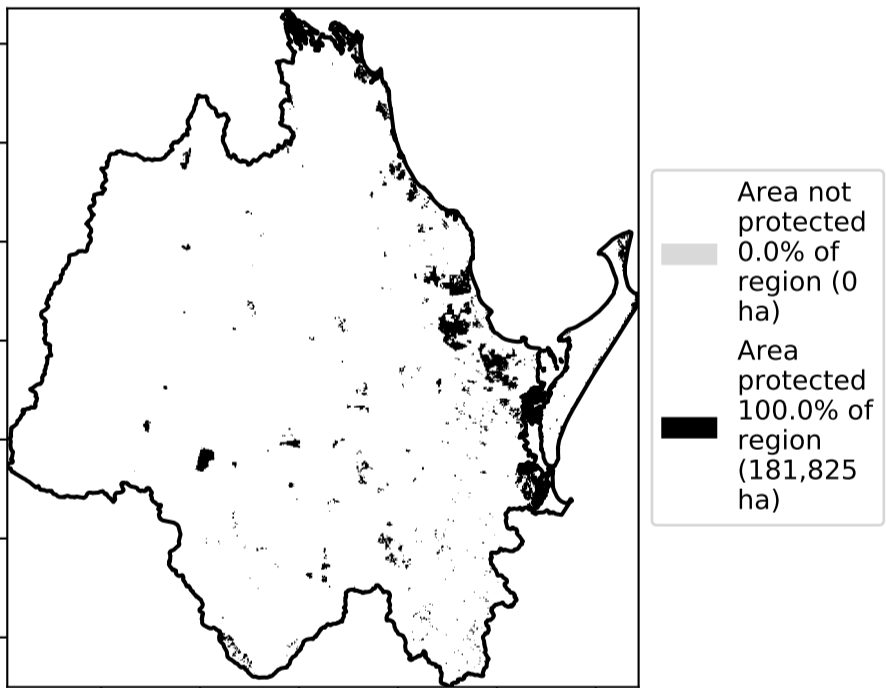 Area not
protected
0.0% of
region (0
ha)
Area
protected
100.0% of
region
(181,825
ha)